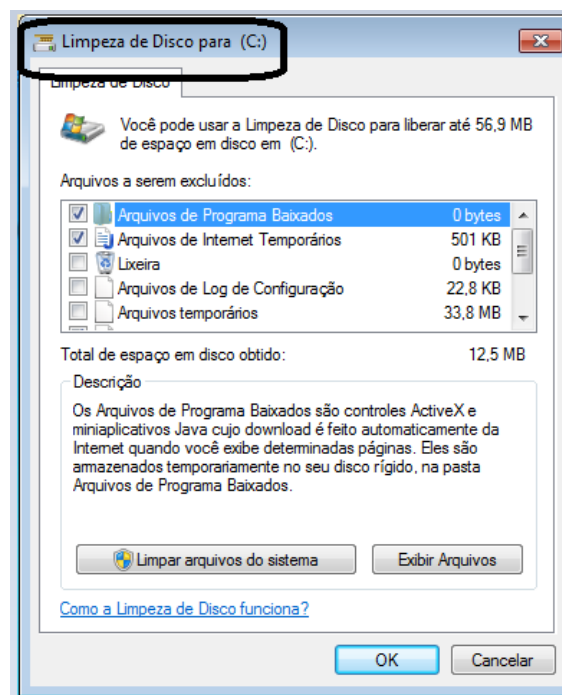 Limpeza de Disco para (C:)
Limpeza de Disco
Você pode usar a Limpeza de Disco para liberar até 56,9 MB
de espaço em disco em (C:).
Arquivos a serem excluídos:
Arquivos de Programa Baixados 0 bytes
Arquivos de Internet Temporários 501 KB
Lixeira 0 bytes
Arquivos de Log de Configuração 22,8 KB
Arquivos temporários 33,8 MB
Total de espaço em disco obtido: 12,5 MB
Descrição
Os Arquivos de Programa Baixados são controles ActiveX e
miniaplicativos Java cujo download é feito automaticamente da
Internet quando você exibe determinadas páginas. Eles são
armazenados temporariamente no seu disco rígido, na pasta
Arquivos de Programa Baixados.
Limpar arquivos do sistema Exibir Arquivos
Como a Limpeza de Disco funciona?
OK Cancelar